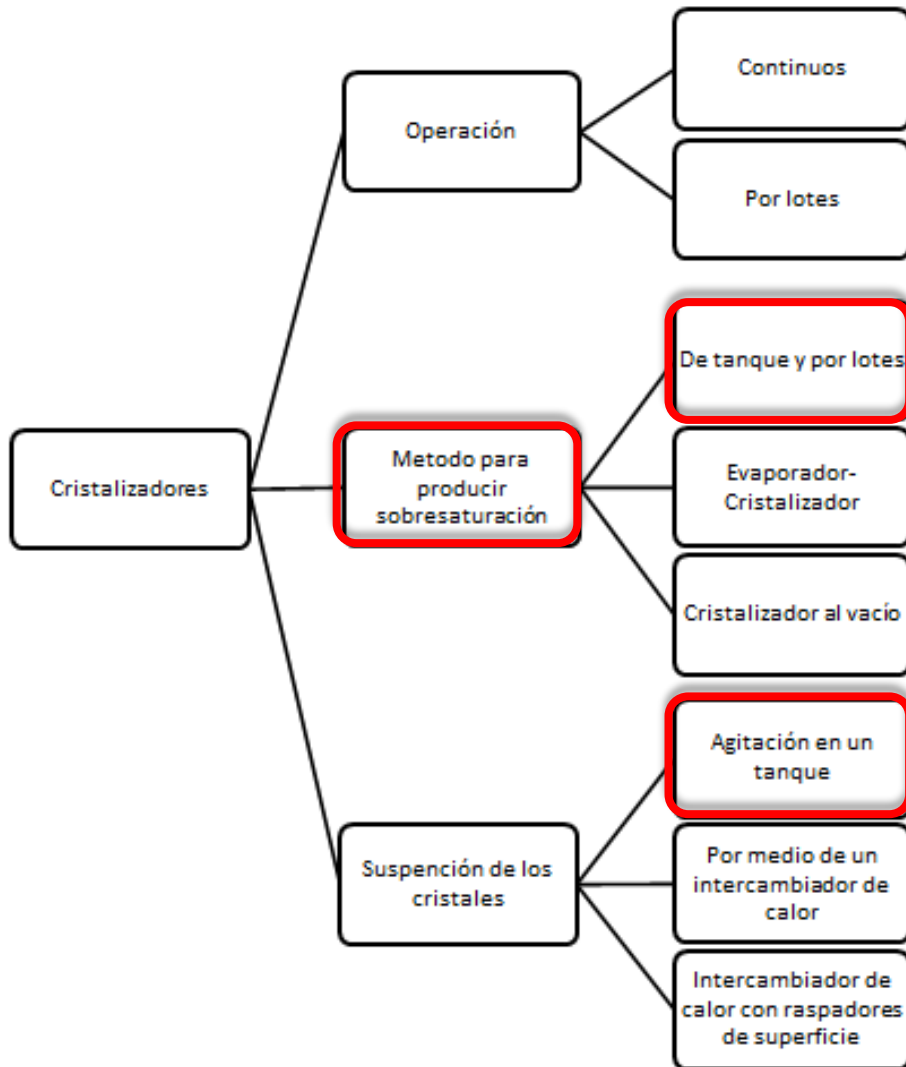 Continuos
Operación
Por lotes
De tanque y por lotes
Cristalizadores
Metodo para
producir
sobresaturación
Evaporador-
Cristalizador
Cristalizador al vacío
Agitación en un
tanque
Suspención de los
cristales
Por medio de un
intercambiador de
calor
Intercambiador de
calor con raspadores
de superficie